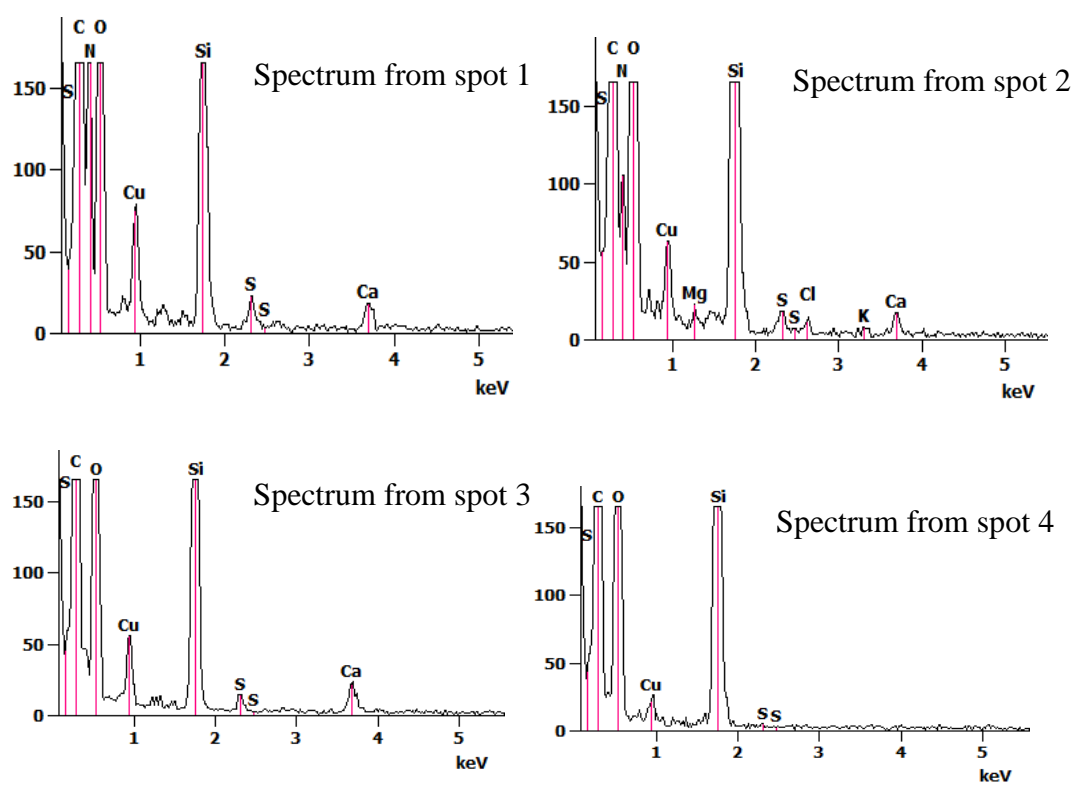 C O
N
Si
Spectrum from spot 1
S
150
100
Cu
50
S
S
Ca
0
1 2 3 4 5
keV
C O
N
Si
Spectrum from spot 2
S
150
100
Cu
50
Mg
S
S
Cl
K
Ca
0
1 2 3 4 5
keV
C O
Si
Spectrum from spot 3
S
150
100
Cu
50
S
S
Ca
0
1 2 3 4 5
keV
C O
Si
Spectrum from spot 4
S
150
100
50
Cu
S S
0
1 2 3 4 5
keV